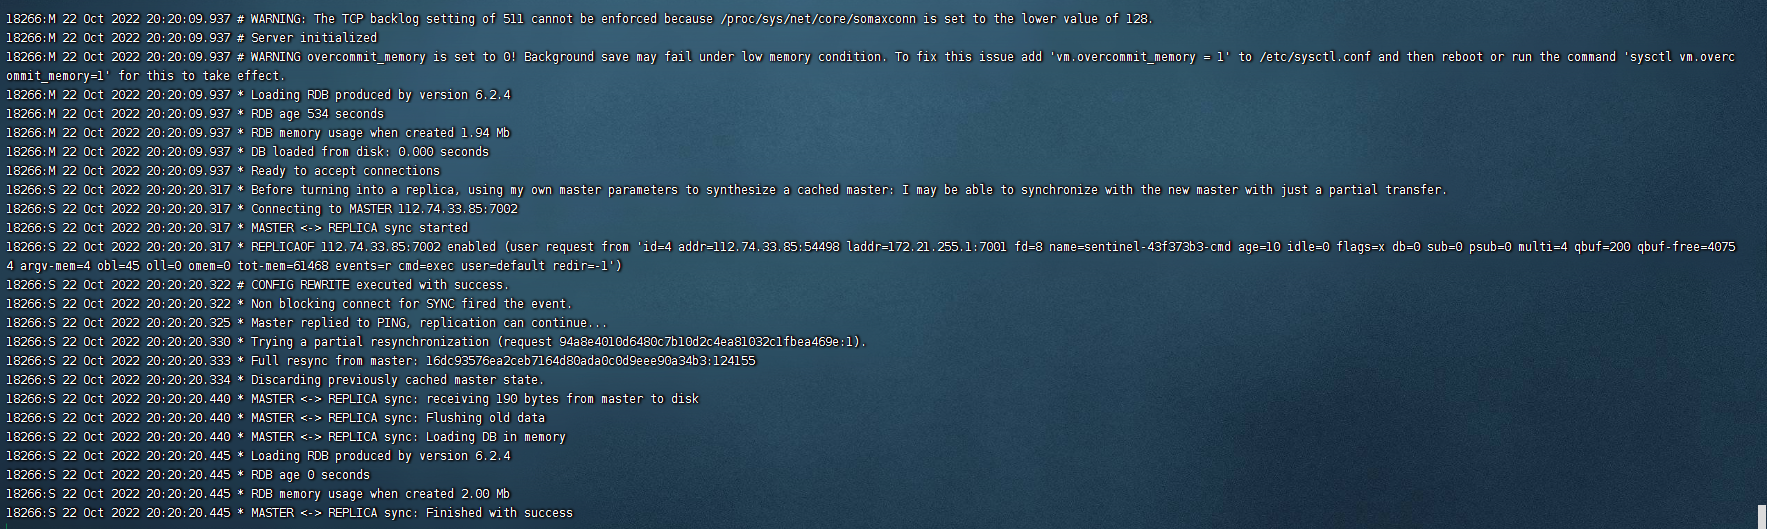 18266:M 22 Oct 2022 20:20:09.937 # WARNING: The TCP backlog setting of 511 cannot be enforced because /proc/sys/net/core/somaxconn is set to the lower value of 128.
18266:M 22 Oct 2022 20:20:09.937 # Server initialized
18266:M 22 Oct 2022 20:20:09.937 # WARNING overcommit_memory is set to 0! Background save may fail under low memory condition. To fix this issue add 'vm.overcommit_memory = 1' to /etc/sysctl.conf and then reboot or run the command 'sysctl vm.overc
ommit_memory=1' for this to take effect.
18266:M 22 Oct 2022 20:20:09.937 * Loading RDB produced by version 6.2.4
18266:M 22 Oct 2022 20:20:09.937 * RDB age 534 seconds
18266:M 22 Oct 2022 20:20:09.937 * RDB memory usage when created 1.94 Mb
18266:M 22 Oct 2022 20:20:09.937 * DB loaded from disk: 0.000 seconds
18266:M 22 Oct 2022 20:20:09.937 * Ready to accept connections
18266:S 22 Oct 2022 20:20:20.317 * Before turning into a replica, using my own master parameters to synthesize a cached master: I may be able to synchronize with the new master with just a partial transfer.
18266:S 22 Oct 2022 20:20:20.317 * Connecting to MASTER 112.74.33.85:7002
18266:S 22 Oct 2022 20:20:20.317 * MASTER <-> REPLICA sync started
18266:S 22 Oct 2022 20:20:20.317 * REPLICAOF 112.74.33.85:7002 enabled (user request from 'id=4 addr=112.74.33.85:54498 laddr=172.21.255.1:7001 fd=8 name=sentinel-43f373b3-cmd age=10 idle=0 flags=x db=0 sub=0 psub=0 multi=4 qbuf=200 qbuf-free=4075
4 argv-mem=4 obl=45 oll=0 omem=0 tot-mem=61468 events=r cmd=exec user=default redir=-1')
18266:S 22 Oct 2022 20:20:20.322 # CONFIG REWRITE executed with success.
18266:S 22 Oct 2022 20:20:20.322 * Non blocking connect for SYNC fired the event.
18266:S 22 Oct 2022 20:20:20.325 * Master replied to PING, replication can continue...
18266:S 22 Oct 2022 20:20:20.330 * Trying a partial resynchronization (request 94a8e4010d6480c7b10d2c4ea81032c1fbea469e:1).
18266:S 22 Oct 2022 20:20:20.333 * Full resync from master: 16dc93576ea2ceb7164d80ada0c0d9eee90a34b3:124155
18266:S 22 Oct 2022 20:20:20.334 * Discarding previously cached master state.
18266:S 22 Oct 2022 20:20:20.440 * MASTER <-> REPLICA sync: receiving 190 bytes from master to disk
18266:S 22 Oct 2022 20:20:20.440 * MASTER <-> REPLICA sync: Flushing old data
18266:S 22 Oct 2022 20:20:20.440 * MASTER <-> REPLICA sync: Loading DB in memory
18266:S 22 Oct 2022 20:20:20.445 * Loading RDB produced by version 6.2.4
18266:S 22 Oct 2022 20:20:20.445 * RDB age 0 seconds
18266:S 22 Oct 2022 20:20:20.445 * RDB memory usage when created 2.00 Mb
18266:S 22 Oct 2022 20:20:20.445 * MASTER <-> REPLICA sync: Finished with success